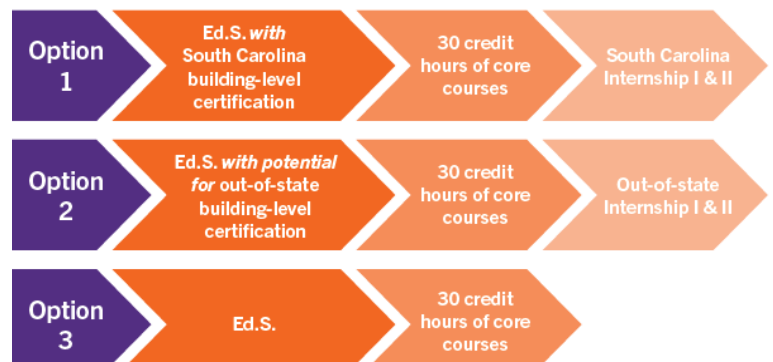 Option
1
Ed.S. with
South Carolina
building-level
certification
30 credit
hours of core
courses
South Carolina
Internship I & II
Option
2
Ed.S. with potential
for out-of-state
building-level
certification
30 credit
hours of core
courses
Out-of-state
Internship I & II
Option
3
Ed.S.
30 credit
hours of core
courses